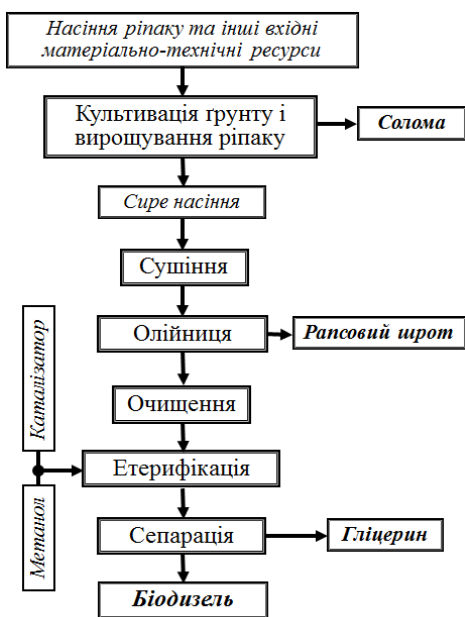 Насіння ріпаку та інші вхідні
матеріально-технічні ресурси
Культивація ґрунту і
вирощування ріпаку
Солома
Сире насіння
Сушіння
Олійниця
Рапсовий шрот
Очищення
Каталізатор
Метанол
Етерифікація
Сепарація
Гліцерин
Біодизель